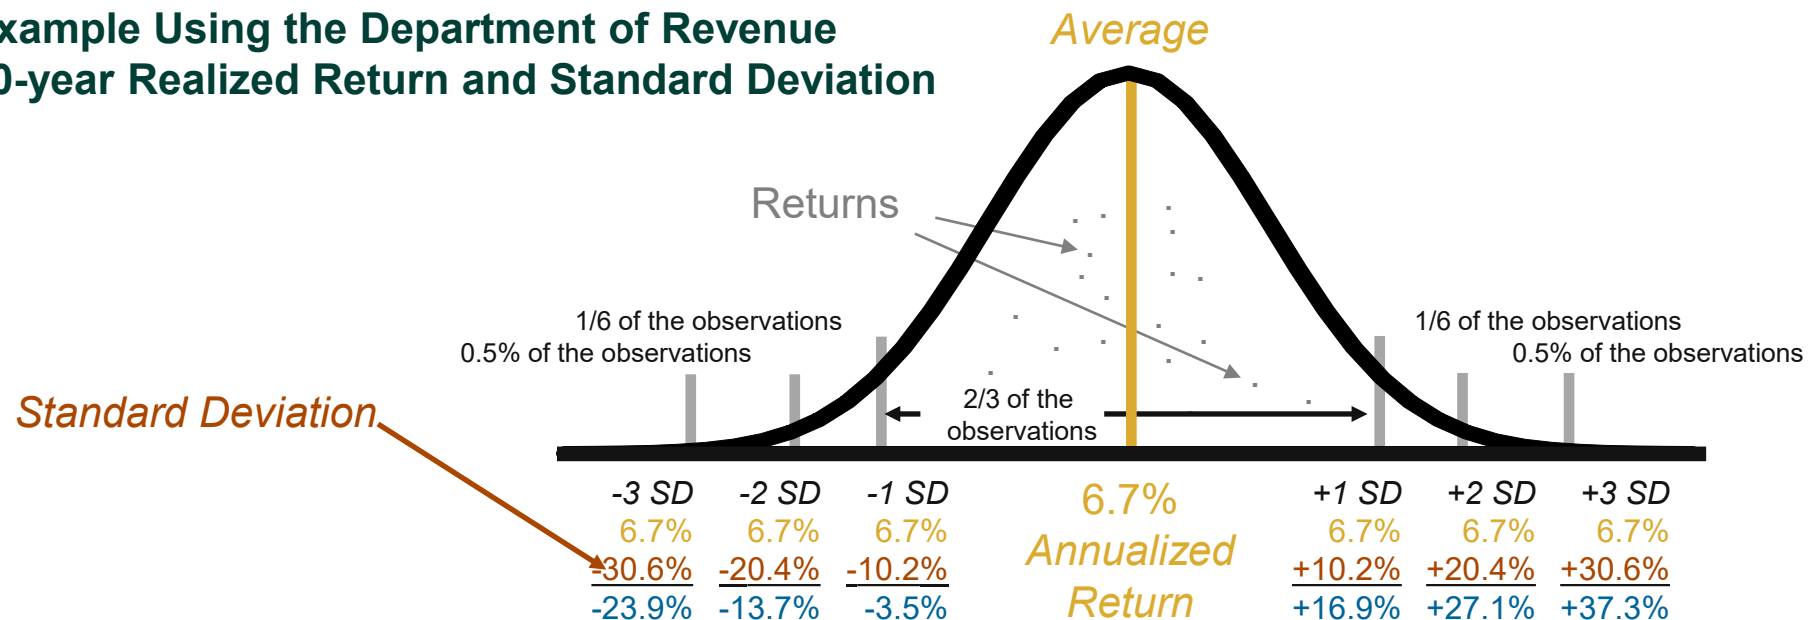 xample Using the Department of Revenue
0-year Realized Return and Standard Deviation
Average
Returns
1/6 of the observations
0.5% of the observations
1/6 of the observations
0.5% of the observations
Standard Deviation
2/3 of the
observations
-3 SD -2 SD -1 SD +1 SD +2 SD +3 SD
6.7% 6.7% 6.7% 6.7% 6.7% 6.7%
-30.6% -20.4% -10.2% +10.2% +20.4% +30.6%
-23.9% -13.7% -3.5% +16.9% +27.1% +37.3%
6.7%
Annualized
Return